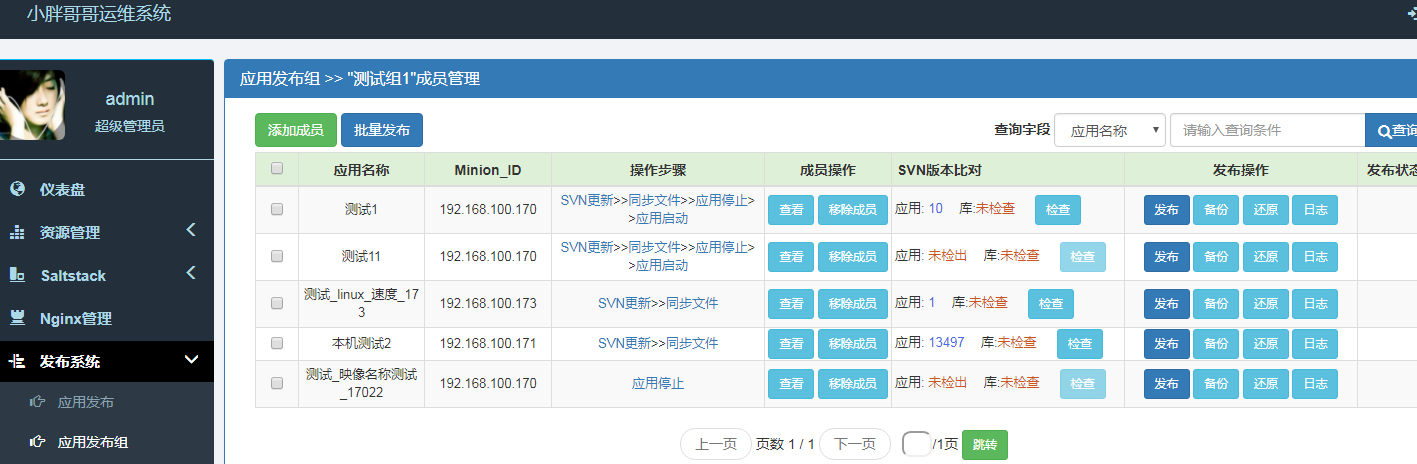 小胖哥哥运维系统
admin
超级管理员
仪表盘
资源管理
Saltstack
Nginx管理
发布系统
应用发布
应用发布组
应用发布组 >> "测试组1"成员管理
添加成员 批量发布 查询字段 应用名称 请输入查询条件 查询
应用名称 Minion_ID 操作步骤 成员操作 SVN版本比对 发布操作 发布状态
测试1 192.168.100.170 SVN更新>>同步文件>>应用停止>
>应用启动 查看 移除成员 应用: 10 库:未检查 检查 发布 备份 还原 日志
测试11 192.168.100.170 SVN更新>>同步文件>>应用停止>
>应用启动 查看 移除成员 应用: 未检出 库:未检查 检查 发布 备份 还原 日志
测试_linux_速度_17
3 192.168.100.173 SVN更新>>同步文件 查看 移除成员 应用: 1 库:未检查 检查 发布 备份 还原 日志
本机测试2 192.168.100.171 SVN更新>>同步文件 查看 移除成员 应用: 13497 库:未检查 检查 发布 备份 还原 日志
测试_映像名称测试
_17022 192.168.100.170 应用停止 查看 移除成员 应用: 未检出 库:未检查 检查 发布 备份 还原 日志
上一页 页数 1 / 1 下一页 /1页 跳转